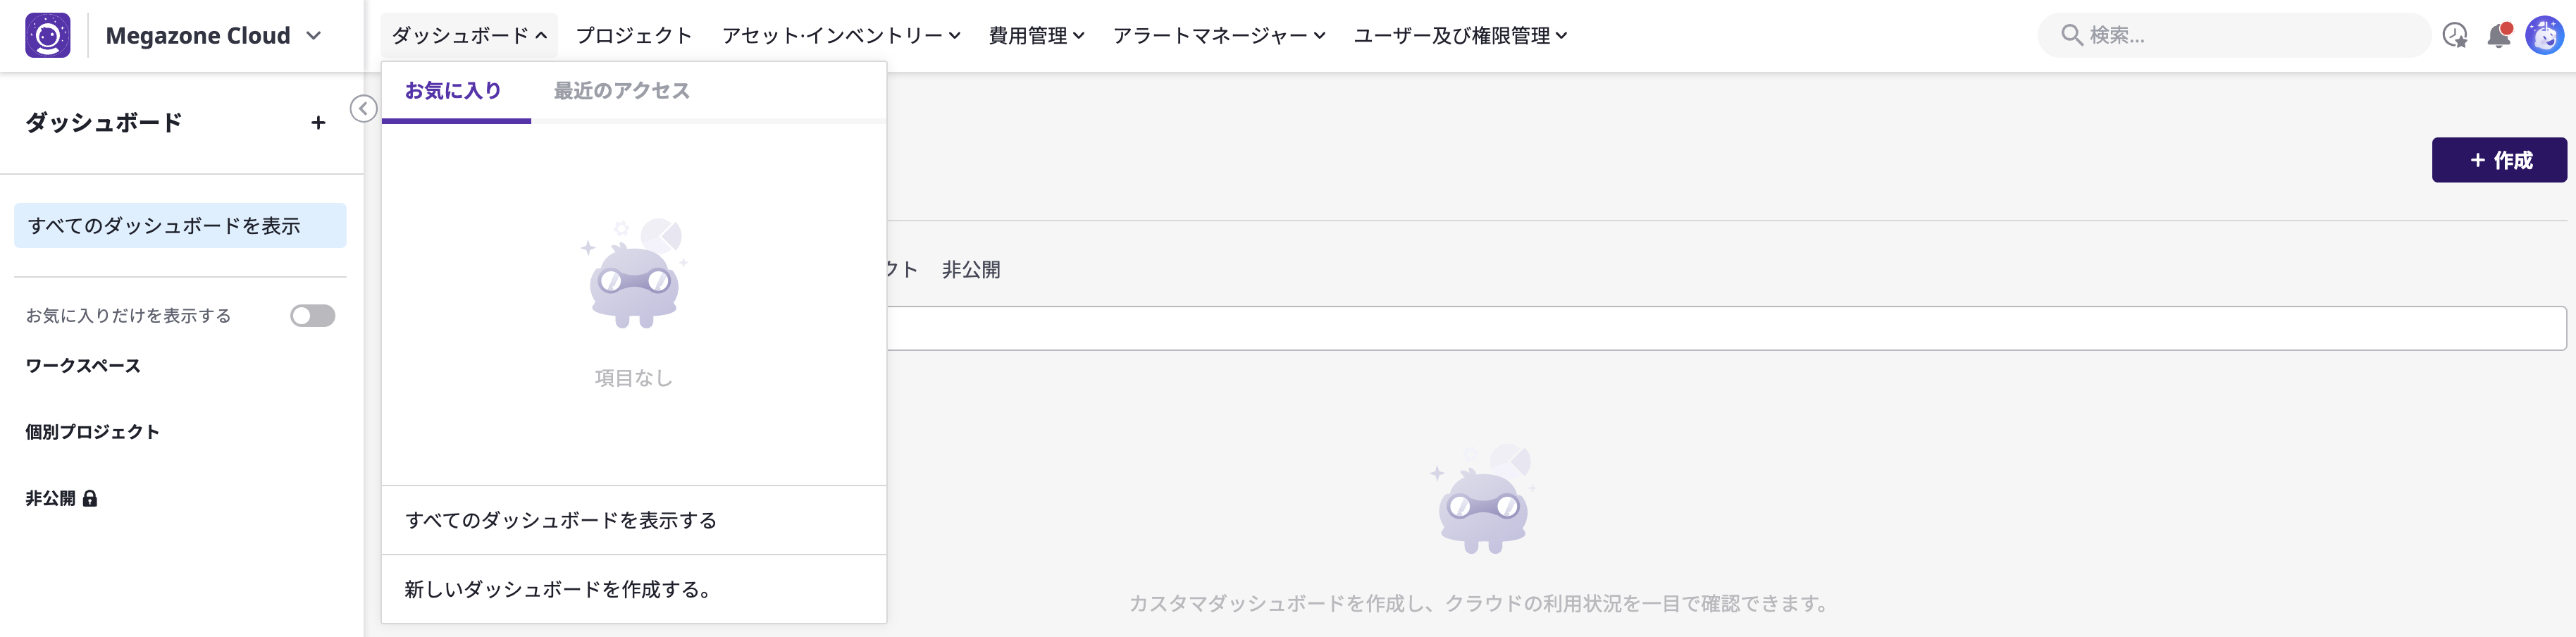 Megazone Cloud
ダッシュボード
プロジェクト
アセット·インベントリー
費用管理
アラートマネージャー
ユーザー及び権限管理
検索...
ダッシュボード
+
すべてのダッシュボードを表示
お気に入りだけを表示する
ワークスペース
個別プロジェクト
非公開
お気に入り
最近のアクセス
項目なし
すべてのダッシュボードを表示する
新しいダッシュボードを作成する。
+ 作成
クト
非公開
カスタマダッシュボードを作成し、クラウドの利用状況を一目で確認できます。